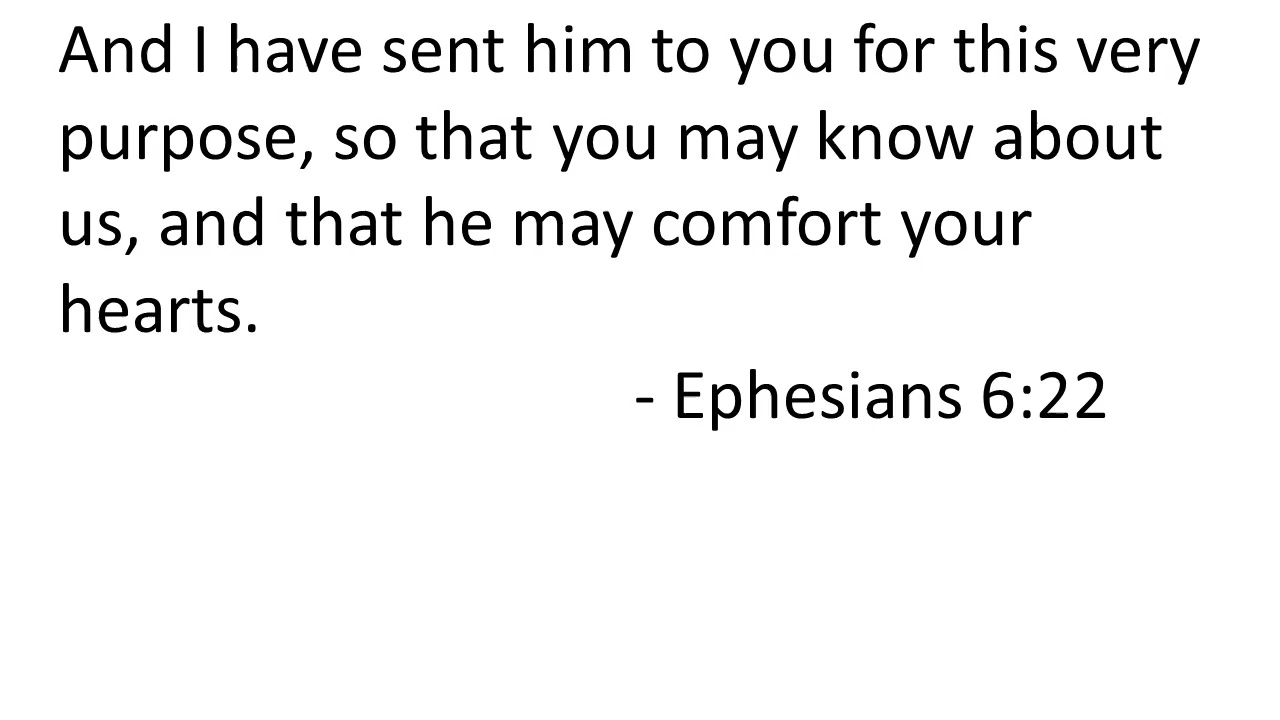 And I have sent him to you for this very
purpose, so that you may know about
us, and that he may comfort your
hearts.
- Ephesians 6:22